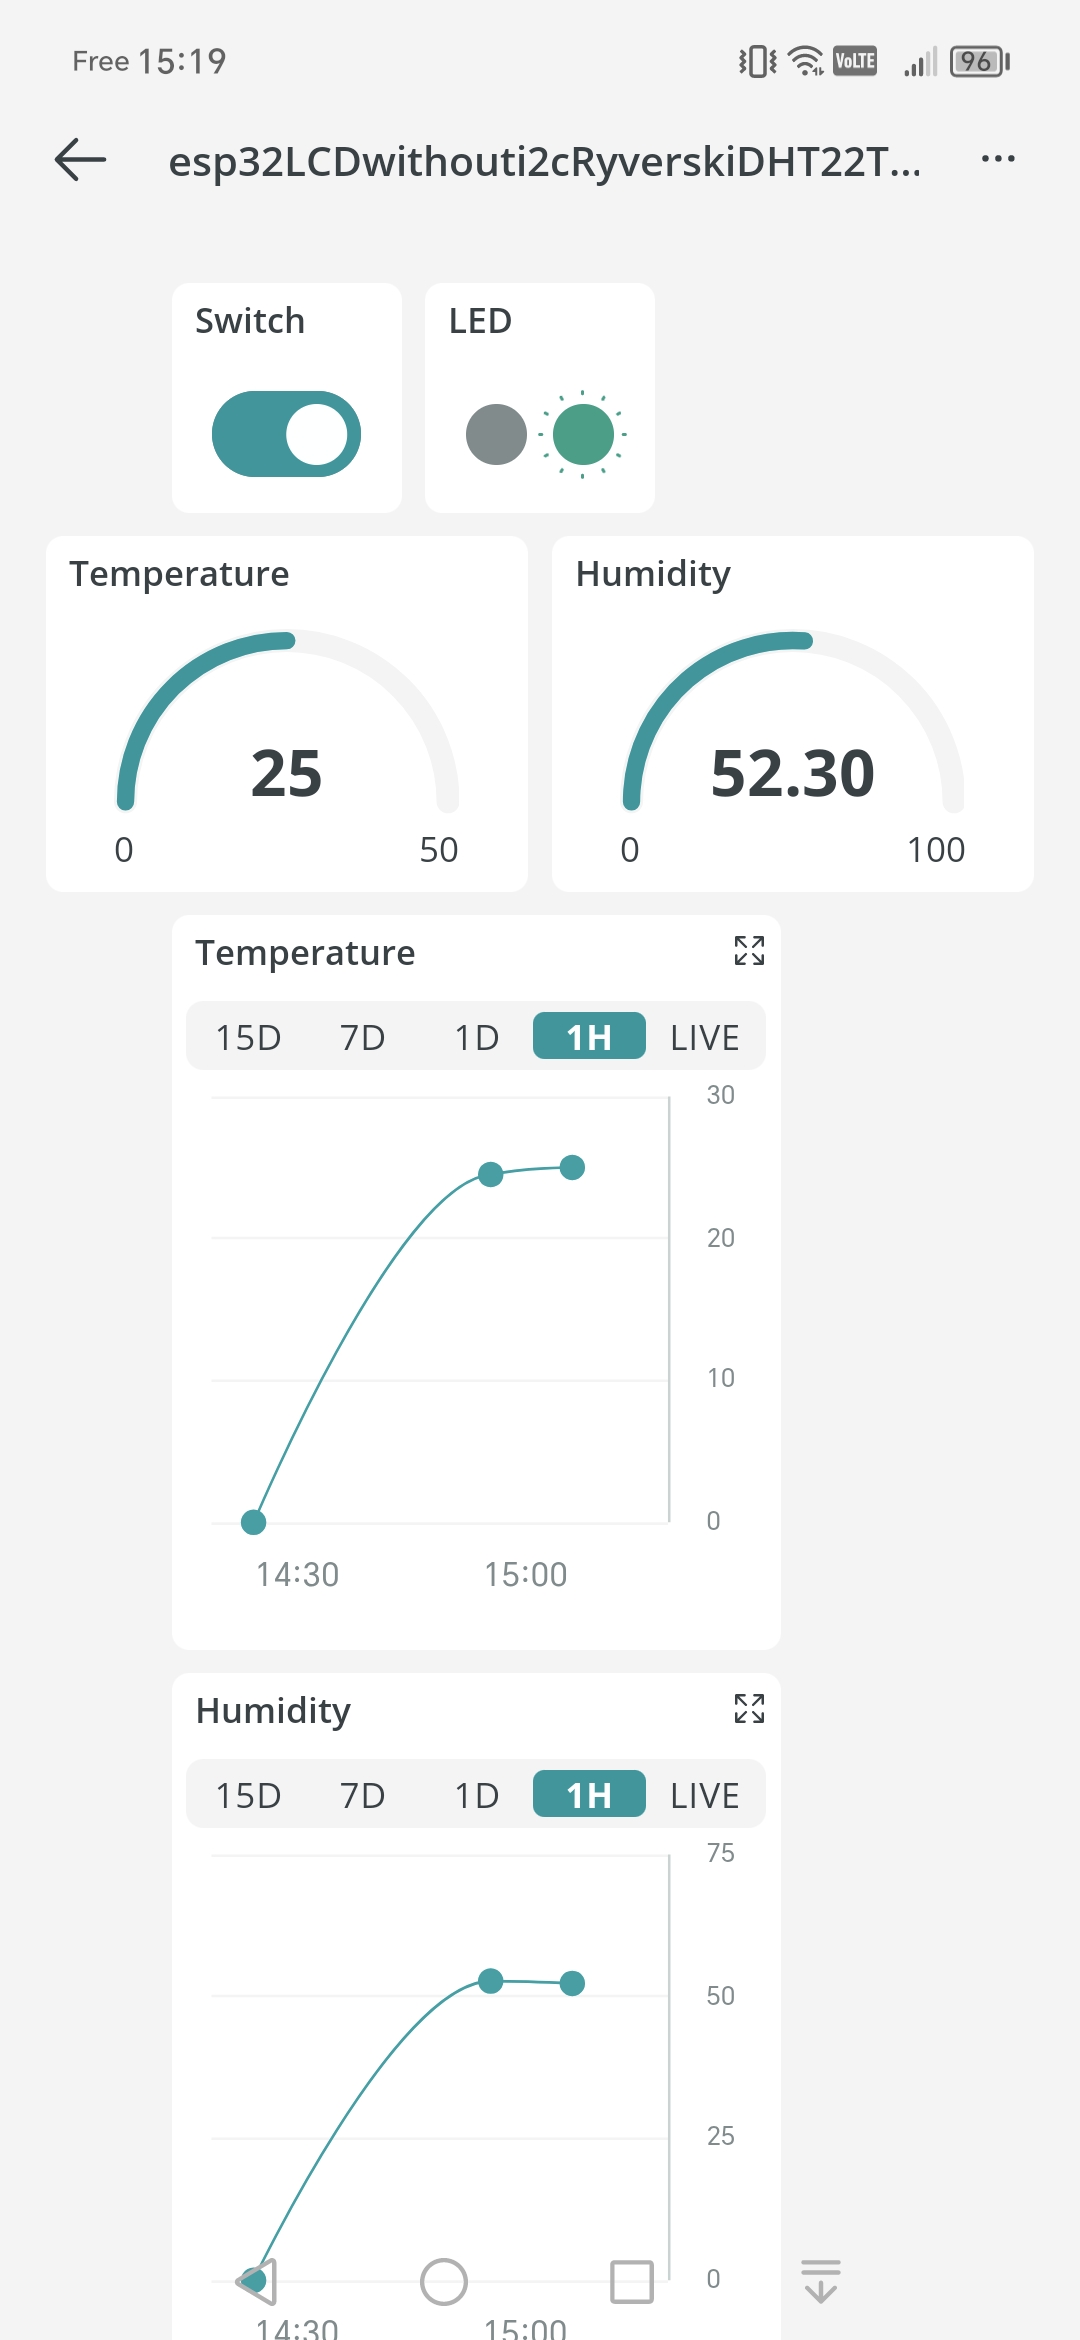 Free 15:19 VoLTE 96
esp32LCDwithouti2cRyverskiDHT22T...
Switch LED
Temperature Humidity
25 52.30
0 50 0 100
Temperature
15D 7D 1D 1H LIVE
30
20
10
0
14:30 15:00
Humidity
15D 7D 1D 1H LIVE
75
50
25
0
14:30 15:00